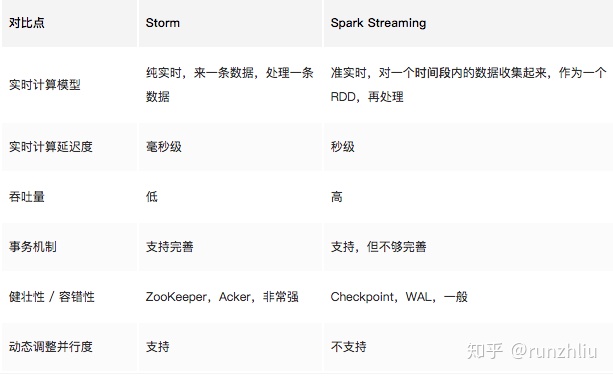 对比点 Storm Spark Streaming
纯实时，来一条数据，处理一条 准实时，对一个时间段内的数据收集起来，作为一个
实时计算模型
数据 RDD，再处理
实时计算延迟度 毫秒级 秒级
吞吐量 低 高
事务机制 支持完善 支持，但不够完善
健壮性 / 容错性 ZooKeeper，Acker，非常强 Checkpoint，WAL，一般
动态调整并行度 支持 不支持
知乎 @runzhliu